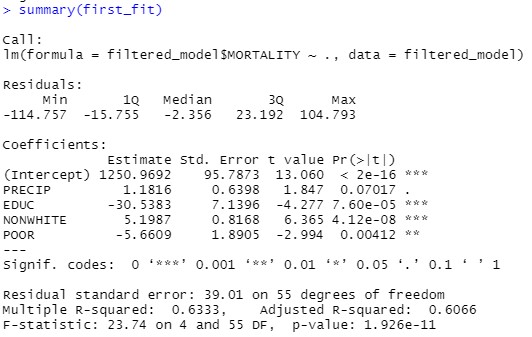 > summary(first_fit)
Call:
lm(formula = filtered_model$MORTALITY ~ ., data = filtered_model)
Residuals:
Min 1Q Median 3Q Max
-114.757 -15.755 -2.356 23.192 104.793
Coefficients:
Estimate Std. Error t value Pr(>|t|)
(Intercept) 1250.9692 95.7873 13.060 < 2e-16 ***
PRECIP 1.1816 0.6398 1.847 0.07017 .
EDUC -30.5383 7.1396 -4.277 7.60e-05 ***
NONWHITE 5.1987 0.8168 6.365 4.12e-08 ***
POOR -5.6609 1.8905 -2.994 0.00412 **
---
Signif. codes: 0 ‘***’ 0.001 ‘**’ 0.01 ‘*’ 0.05 ‘.’ 0.1 ‘ ’ 1
Residual standard error: 39.01 on 55 degrees of freedom
Multiple R-squared: 0.6333, Adjusted R-squared: 0.6066
F-statistic: 23.74 on 4 and 55 DF, p-value: 1.926e-11